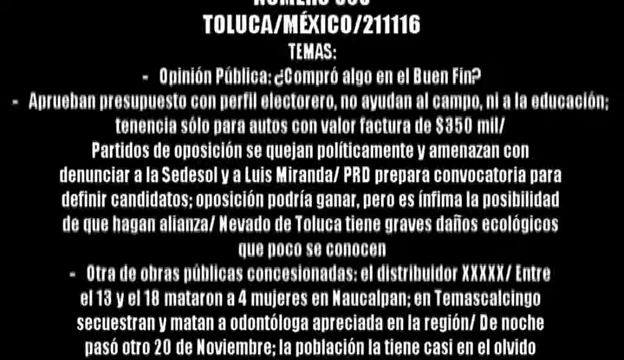 TOLUCA/MÉXICO/211116
TEMAS:
- Opinión Pública: ¿Compró algo en el Buen Fin?
- Aprueban presupuesto con perfil electorero, no ayudan al campo, ni a la educación;
tenencia sólo para autos con valor factura de $350 mil/
Partidos de oposición se quejan políticamente y amenazan con
denunciar a la Sedesol y a Luis Miranda/ PRD prepara convocatoria para
definir candidatos; oposición podría ganar, pero es ínfima la posibilidad
de que hagan alianza/ Nevado de Toluca tiene graves daños ecológicos
que poco se conocen
- Otra de obras públicas concesionadas: el distribuidor XXXXX/ Entre
el 13 y el 18 mataron a 4 mujeres en Naucalpan; en Temascalcingo
secuestran y matan a odontóloga apreciada en la región/ De noche
pasó otro 20 de Noviembre; la población la tiene casi en el olvido